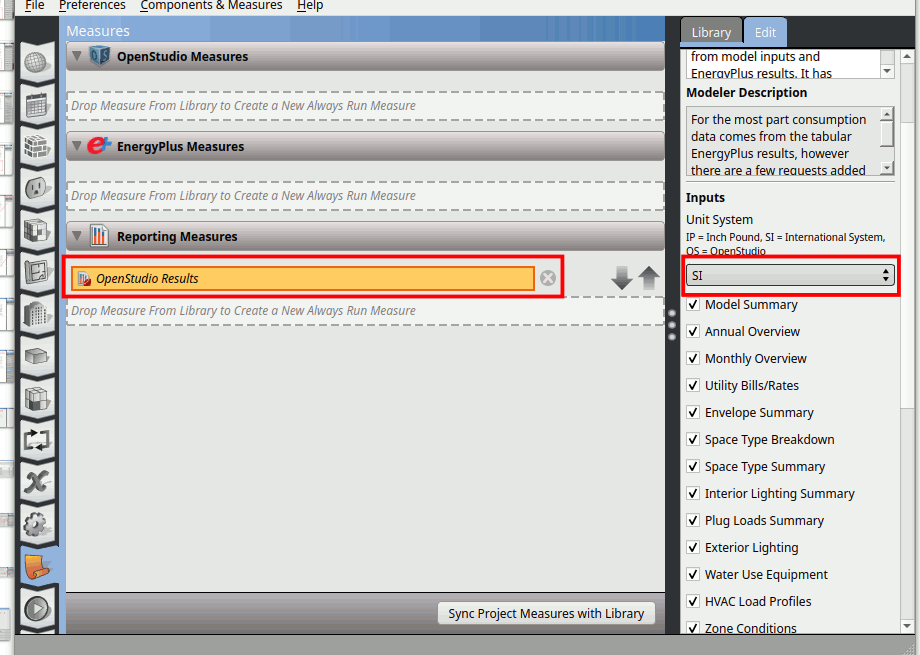 File Preferences Components & Measures Help
Measures
OpenStudio Measures
Drop Measure From Library to Create a New Always Run Measure
EnergyPlus Measures
Drop Measure From Library to Create a New Always Run Measure
Reporting Measures
OpenStudio Results
Drop Measure From Library to Create a New Always Run Measure
Sync Project Measures with Library
Library Edit
from model inputs and
EnergyPlus results. It has
Modeler Description
For the most part consumption
data comes from the tabular
EnergyPlus results, however
there are a few requests added
Inputs
Unit System
IP = Inch Pound, SI = International System,
OS = OpenStudio
SI
Model Summary
Annual Overview
Monthly Overview
Utility Bills/Rates
Envelope Summary
Space Type Breakdown
Space Type Summary
Interior Lighting Summary
Plug Loads Summary
Exterior Lighting
Water Use Equipment
HVAC Load Profiles
Zone Conditions